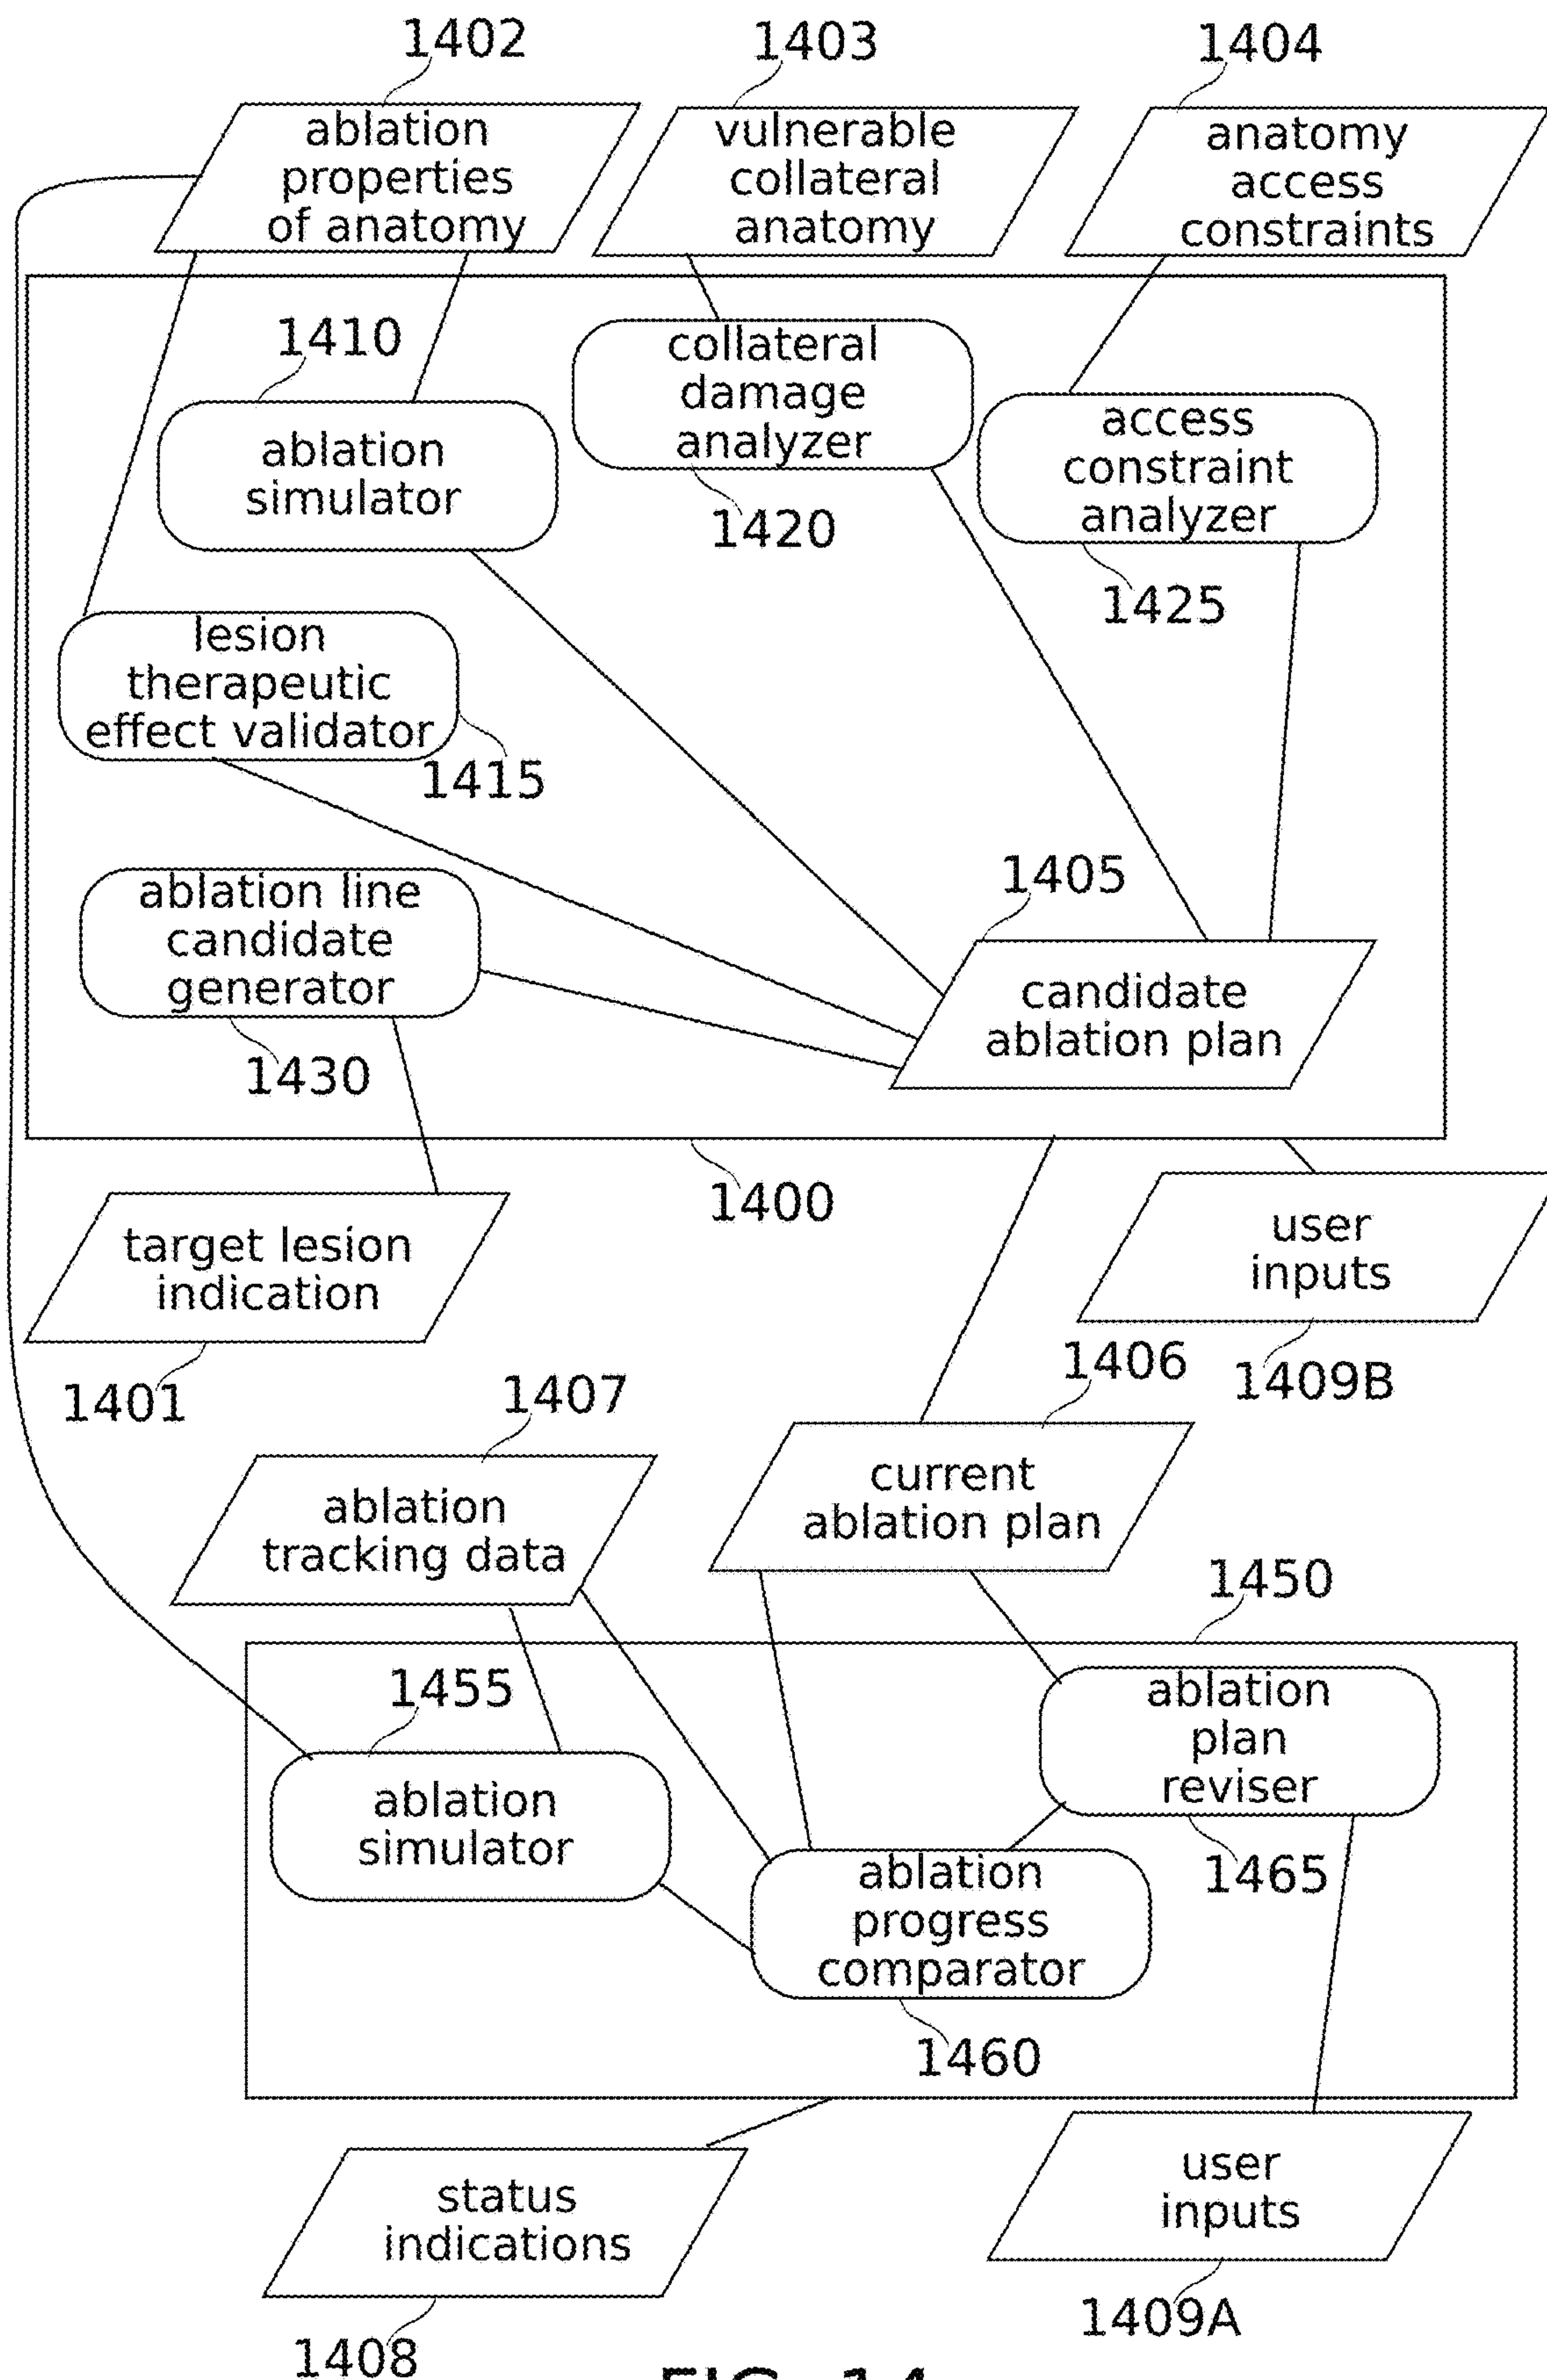 1402
1403
1404
ablation
properties
of anatomy
vulnerable
collateral
anatomy
anatomy
access
constraints
1410
ablation
simulator
collateral
damage
analyzer
1420
access
constraint
analyzer
1425
lesion
therapeutic
effect validator
1415
ablation line
candidate
generator
1430
1405
candidate
ablation plan
1400
target lesion
indication
1401
user
inputs
1409B
1407
ablation
tracking data
1406
current
ablation plan
1450
1455
ablation
simulator
ablation
plan
reviser
1465
ablation
progress
comparator
1460
status
indications
1408
user
inputs
1409A
FIG. 14